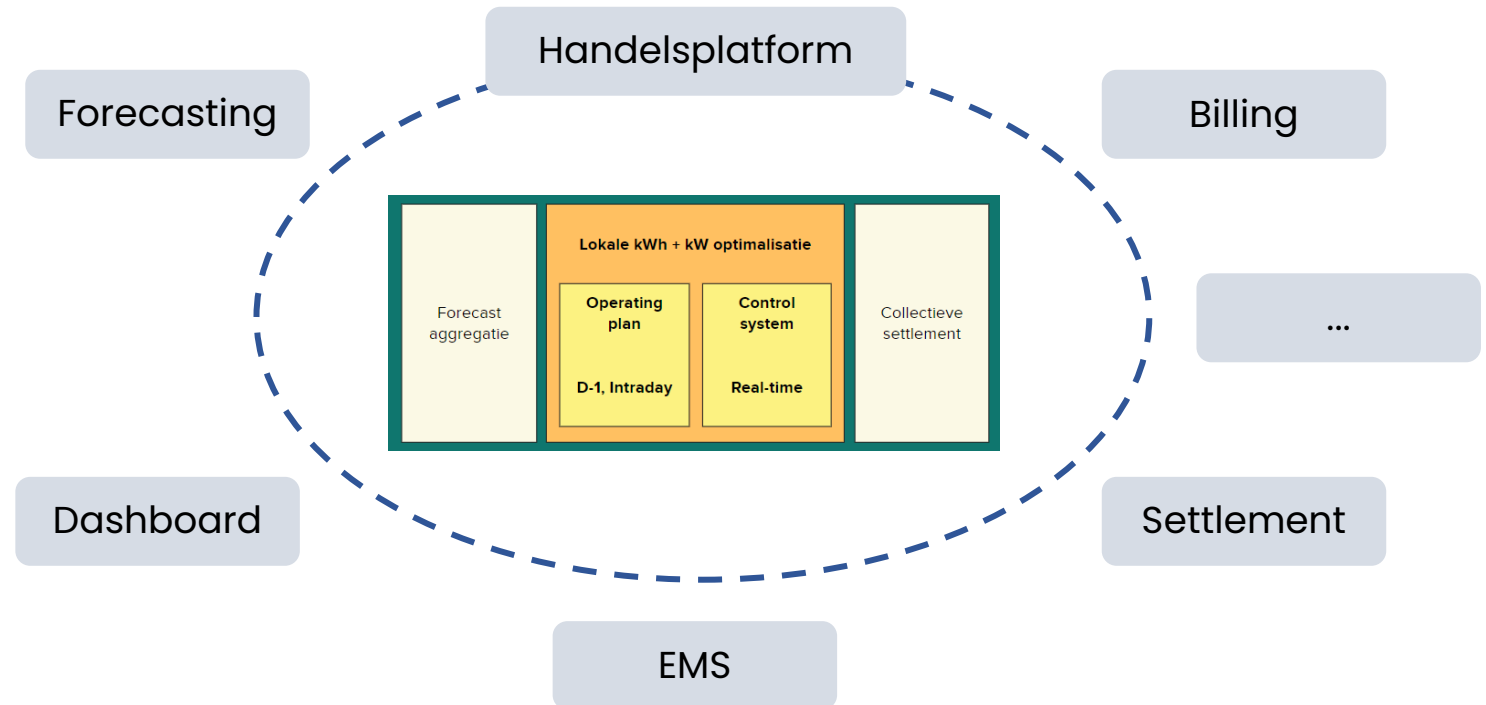 Handelsplatform
Forecasting
Billing
Lokale kWh + kW optimalisatie
Forecast
aggregatie
Operating
plan
D-1, Intraday
Control
system
Real-time
Collectieve
settlement
...
Dashboard
Settlement
EMS